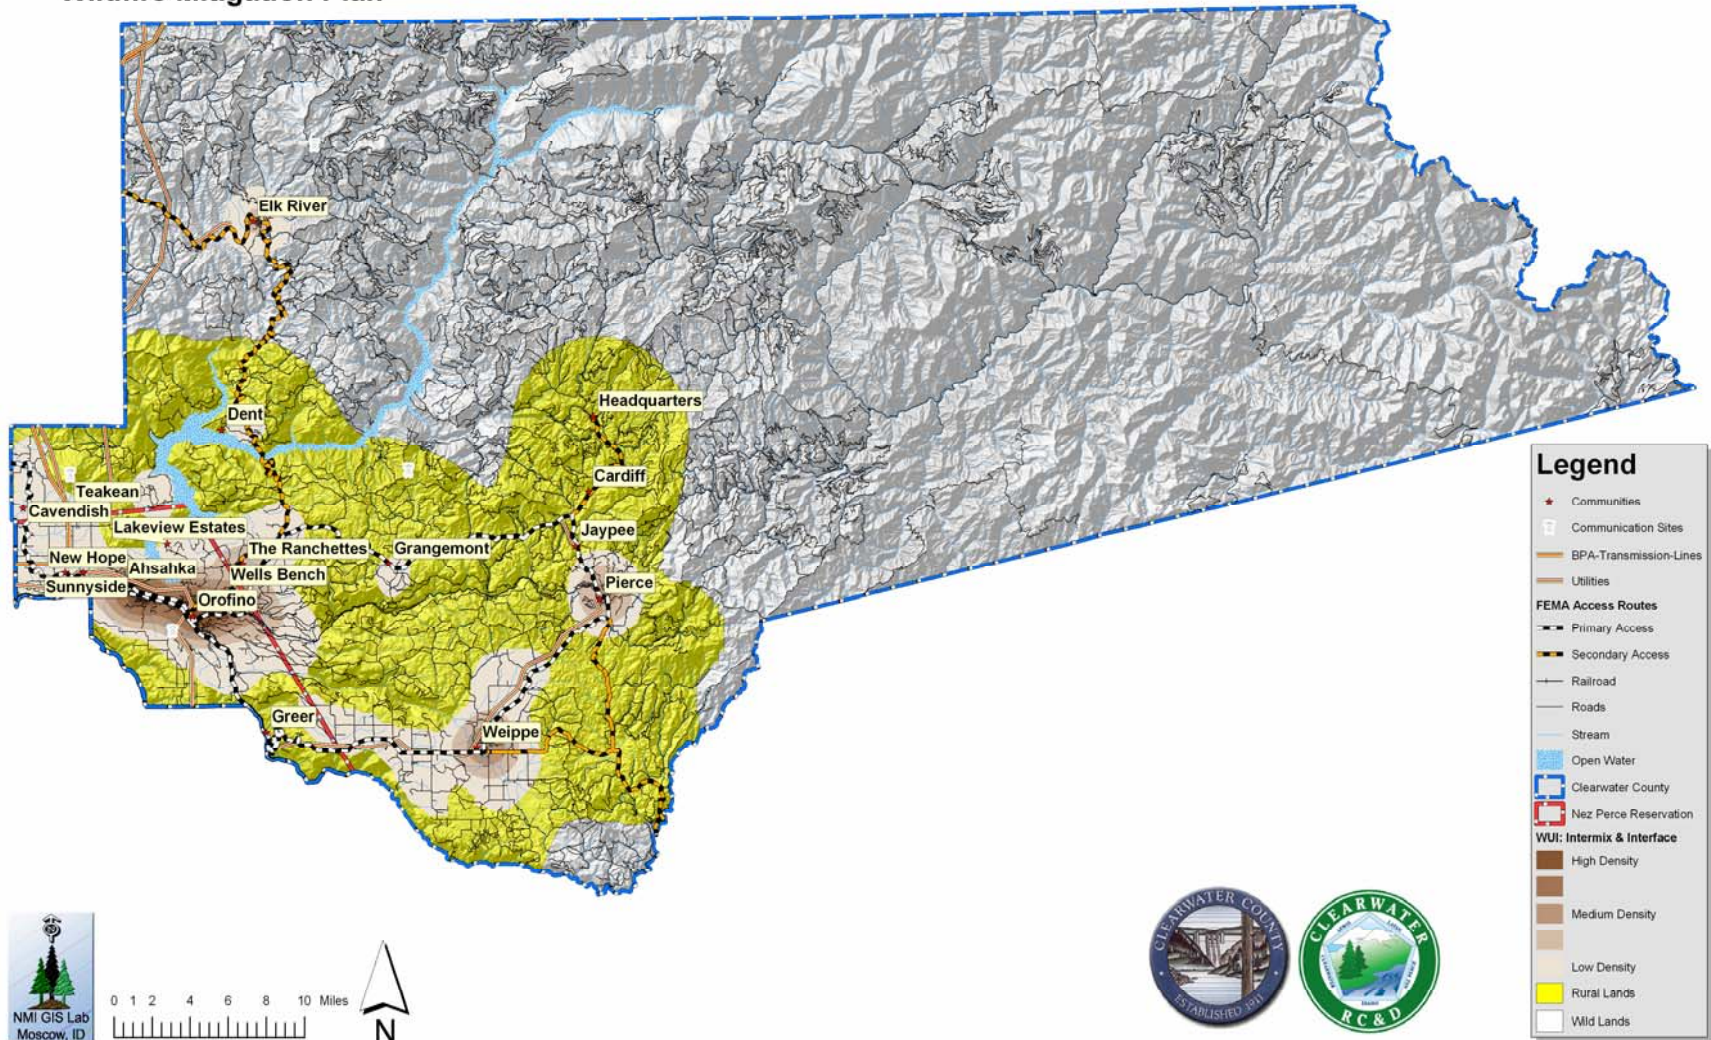 Wildfire Mitigation Plan
Elk River
Dent
Headquarters
Cardiff
Teakean
Cavendish
Lakeview Estates
Jaypee
New Hope
Ahsahka
The Ranchettes
Grangemont
Sunnyside
Wells Bench
Pierce
Orofino
Greer
Weippe
Legend
Communities
Communication Sites
BPA-Transmission-Lines
Utilities
FEMA Access Routes
Primary Access
Secondary Access
Railroad
Roads
Stream
Open Water
Clearwater County
Nez Perce Reservation
WUI: Intermix & Interface
High Density
Medium Density
Low Density
Rural Lands
Wild Lands
NMI GIS Lab
Moscow, ID
0 1 2 4 6 8 10 Miles
N
CLEARWATER COUNTY
ESTABLISHED 1911
CLEARWATER
RC&D